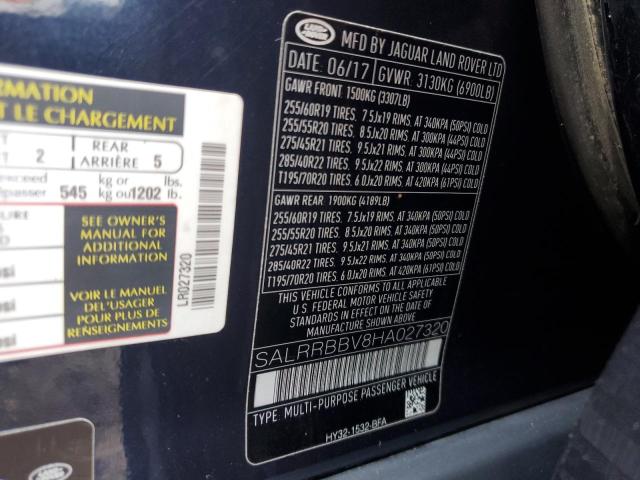 ORMATION
T LE CHARGEMENT
T 2 REAR ARRIÈRE 5
exceed
passer 545 kg or kg ou 1202 lbs. lb.
SURE
D
SEE OWNER'S
MANUAL FOR
ADDITIONAL
INFORMATION
VOIR LE MANUEL
DEL'USAGER
POUR PLUS DE
RENSEIGNEMENTS
psi
LR027320
LAND ROVER
MFD BY JAGUAR LAND ROVER LTD
DATE: 06/17 GVWR 3130KG (6900LB)
GAWR FRONT 1500KG (3307LB)
255/60R19 TIRES. 7.5Jx19 RIMS. AT 340KPA (50PSI) COLD
255/55R20 TIRES. 8.5Jx20 RIMS. AT 300KPA (44PSI) COLD
275/45R21 TIRES. 9.5Jx21 RIMS. AT 300KPA (44PSI) COLD
285/40R22 TIRES. 9.5Jx22 RIMS. AT 300KPA (44PSI) COLD
T195/70R20 TIRES. 6.0Jx20 RIMS. AT 420KPA (61PSI) COLD
GAWR REAR 1900KG (4189LB)
255/60R19 TIRES. 7.5Jx19 RIMS. AT 340KPA (50PSI) COLD
255/55R20 TIRES. 8.5Jx20 RIMS. AT 340KPA (50PSI) COLD
275/45R21 TIRES. 9.5Jx21 RIMS. AT 340KPA (50PSI) COLD
285/40R22 TIRES. 9.5Jx22 RIMS. AT 340KPA (50PSI) COLD
T195/70R20 TIRES. 6.0Jx20 RIMS. AT 420KPA (61PSI) COLD
THIS VEHICLE CONFORMS TO ALL APPLICABLE
U.S. FEDERAL MOTOR VEHICLE SAFETY
STANDARDS IN EFFECT ON THE DATE OF
MANUFACTURE SHOWN ABOVE
SALRRBBV8HA027320
TYPE: MULTI-PURPOSE PASSENGER VEHICLE
HY32-1532-BFA